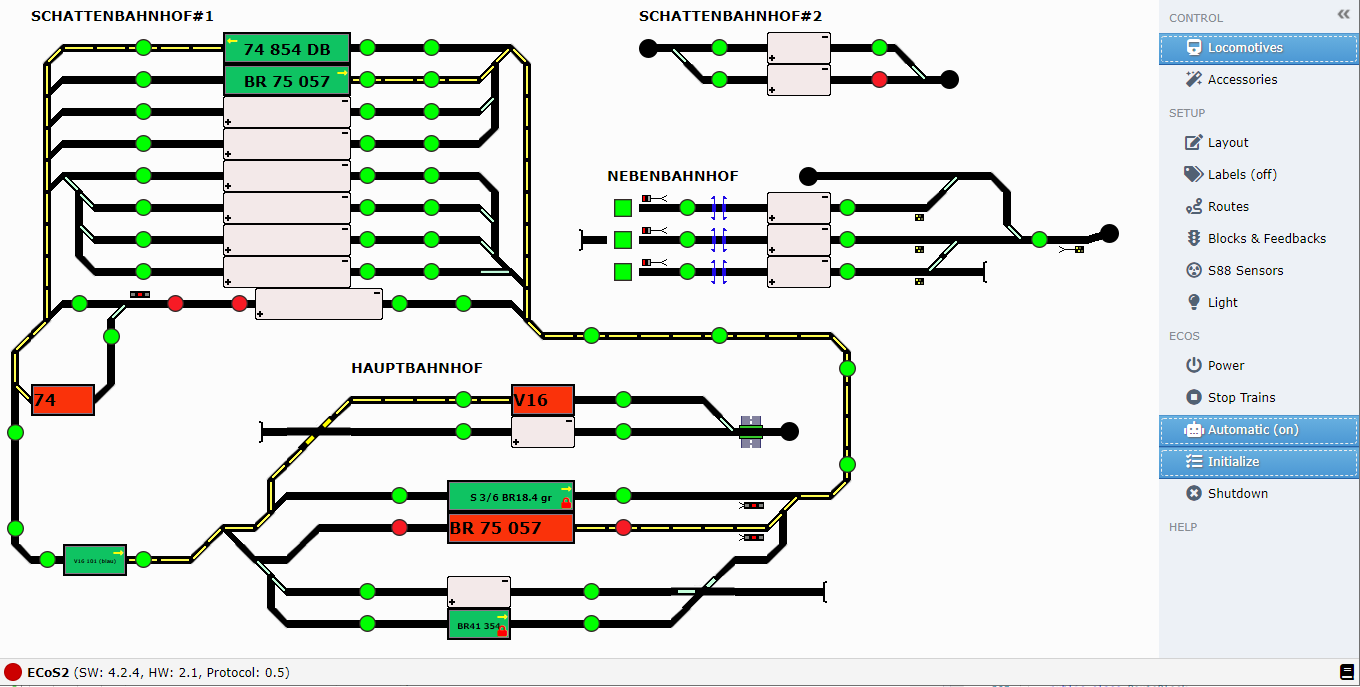 SCHATTENBAHNHOF#1
74 854 DB
BR 75 057
SCHATTENBAHNHOF#2
NEBENBAHNHOF
74
HAUPTBAHNHOF
V16
S 3/6 BR18.4 gr
BR 75 057
V16 101 (blau)
BR41 354
CONTROL
Locomotives
Accessories
SETUP
Layout
Labels (off)
Routes
Blocks & Feedbacks
S88 Sensors
Light
ECOS
Power
Stop Trains
Automatic (on)
Initialize
Shutdown
HELP
ECoS2 (SW: 4.2.4, HW: 2.1, Protocol: 0.5)